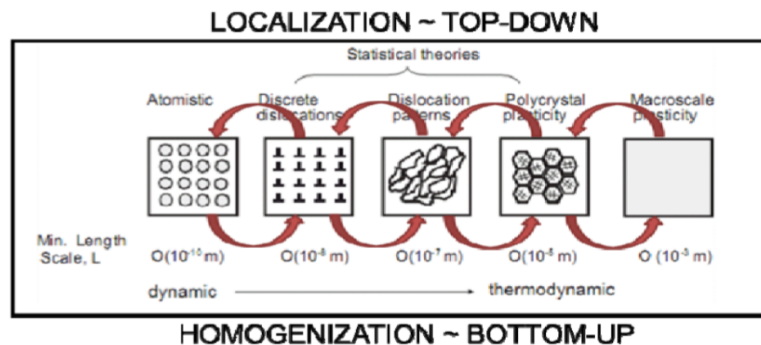 LOCALIZATION ~ TOP-DOWN
Statistical theories
Atomistic Discrete dislocations Dislocation patterns Polycrystal plasticity Macroscale plasticity
Min. Length Scale, L O(10⁻¹⁰ m) O(10⁻⁸ m) O(10⁻⁷ m) O(10⁻⁵ m) O (10⁻³ m)
dynamic thermodynamic
HOMOGENIZATION ~ BOTTOM-UP